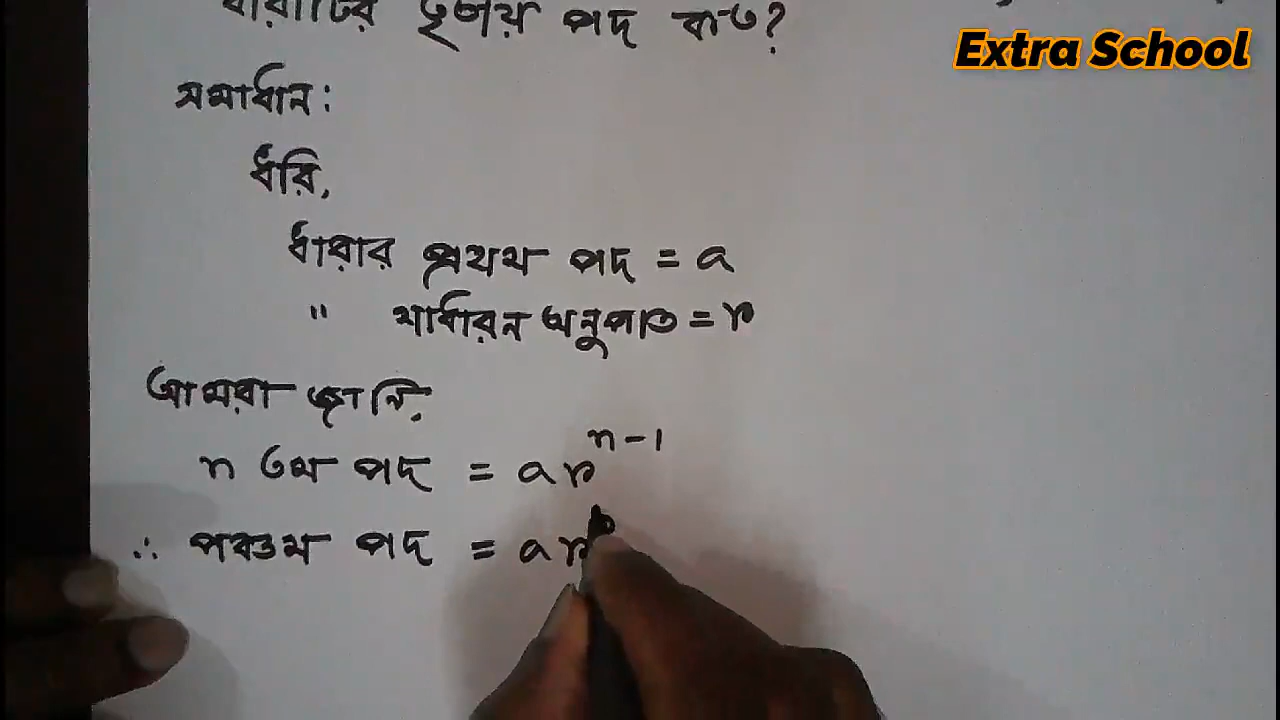 ধারাটির তৃতীয় পদ কত?
Extra School
সমাধান:
ধরি,
ধারার প্রথম পদ = a
" সাধারন অনুপাত = r
আমরা জানি,
n তম পদ = ar^{n-1}
∴ পঞ্চম পদ = ar